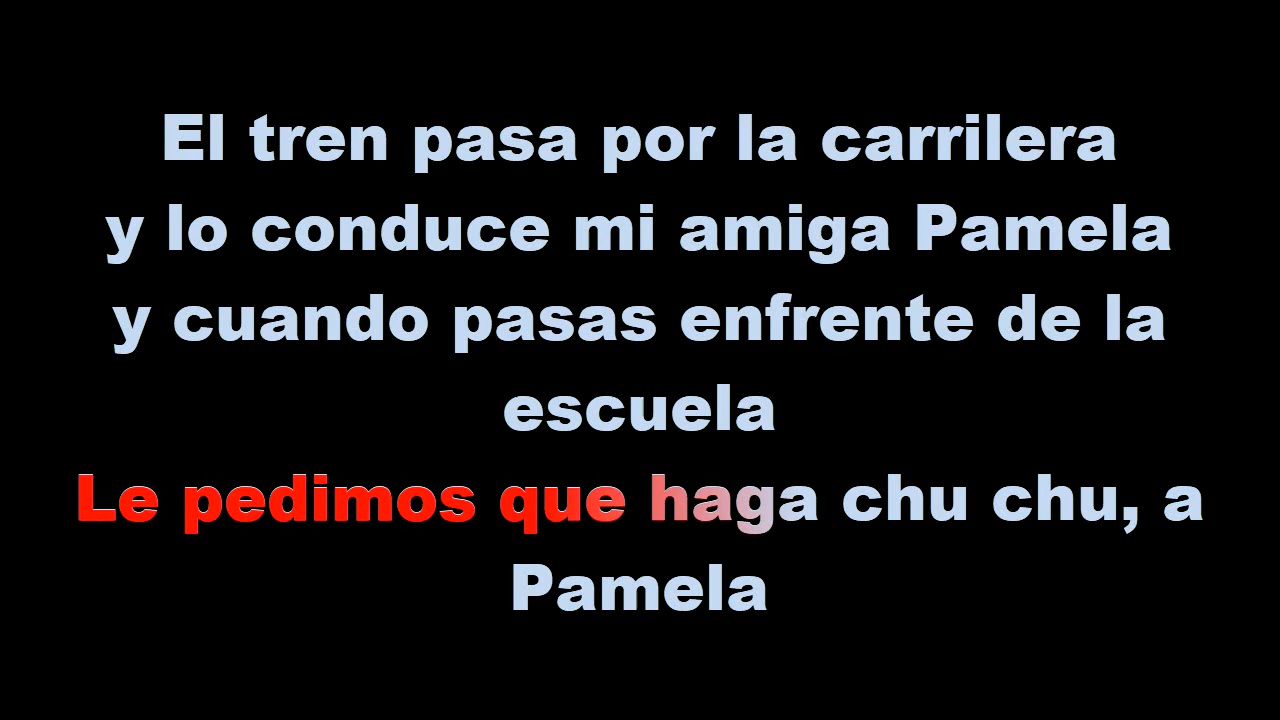 El tren pasa por la carrilera
y lo conduce mi amiga Pamela
y cuando pasas enfrente de la
escuela
Le pedimos que haga chu chu, a
Pamela